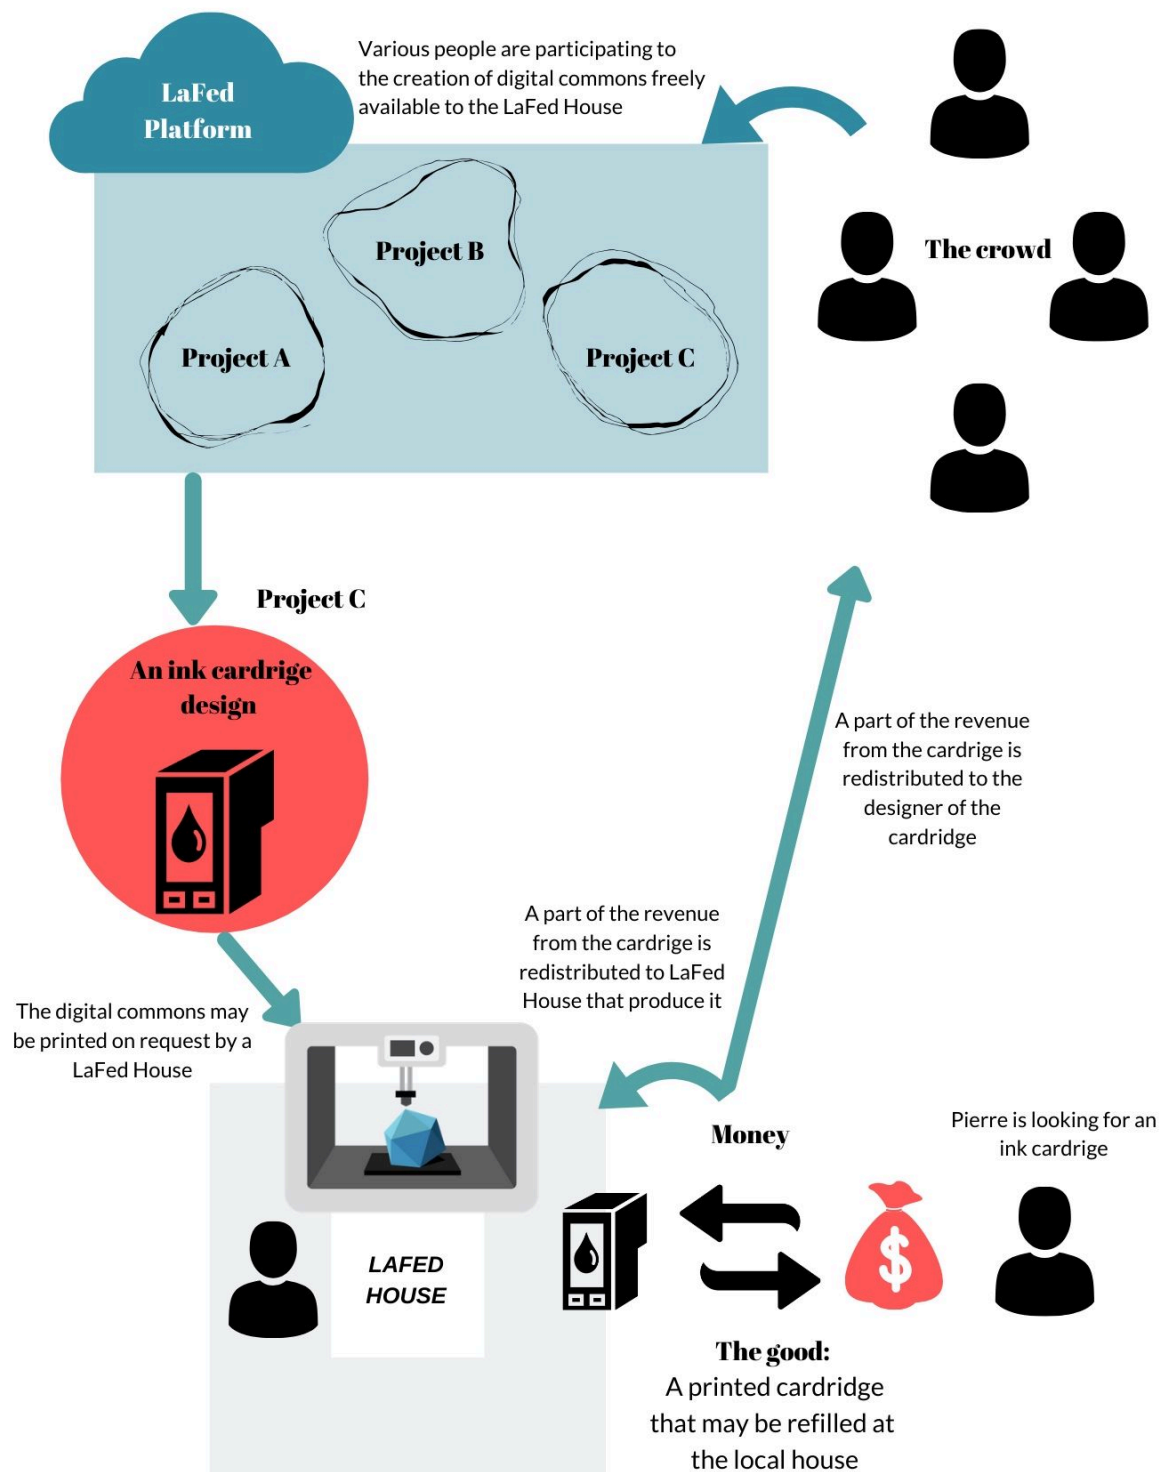 LaFed
Platform
Various people are participating to
the creation of digital commons freely
available to the LaFed House
Project B
The crowd
Project A
Project C
Project C
An ink cardrige
design
A part of the revenue
from the cardrige is
redistributed to the
designer of the
cardridge
A part of the revenue
from the cardrige is
redistributed to LaFed
House that produce it
The digital commons may
be printed on request by a
LaFed House
Money
Pierre is looking for an
ink cardrige
LAFED
HOUSE
$
The good:
A printed cardridge
that may be refilled at
the local house